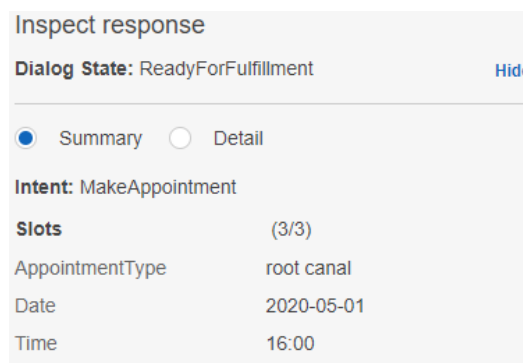 Inspect response
Dialog State: ReadyForFulfillment Hide
Summary Detail
Intent: MakeAppointment
Slots (3/3)
AppointmentType root canal
Date 2020-05-01
Time 16:00